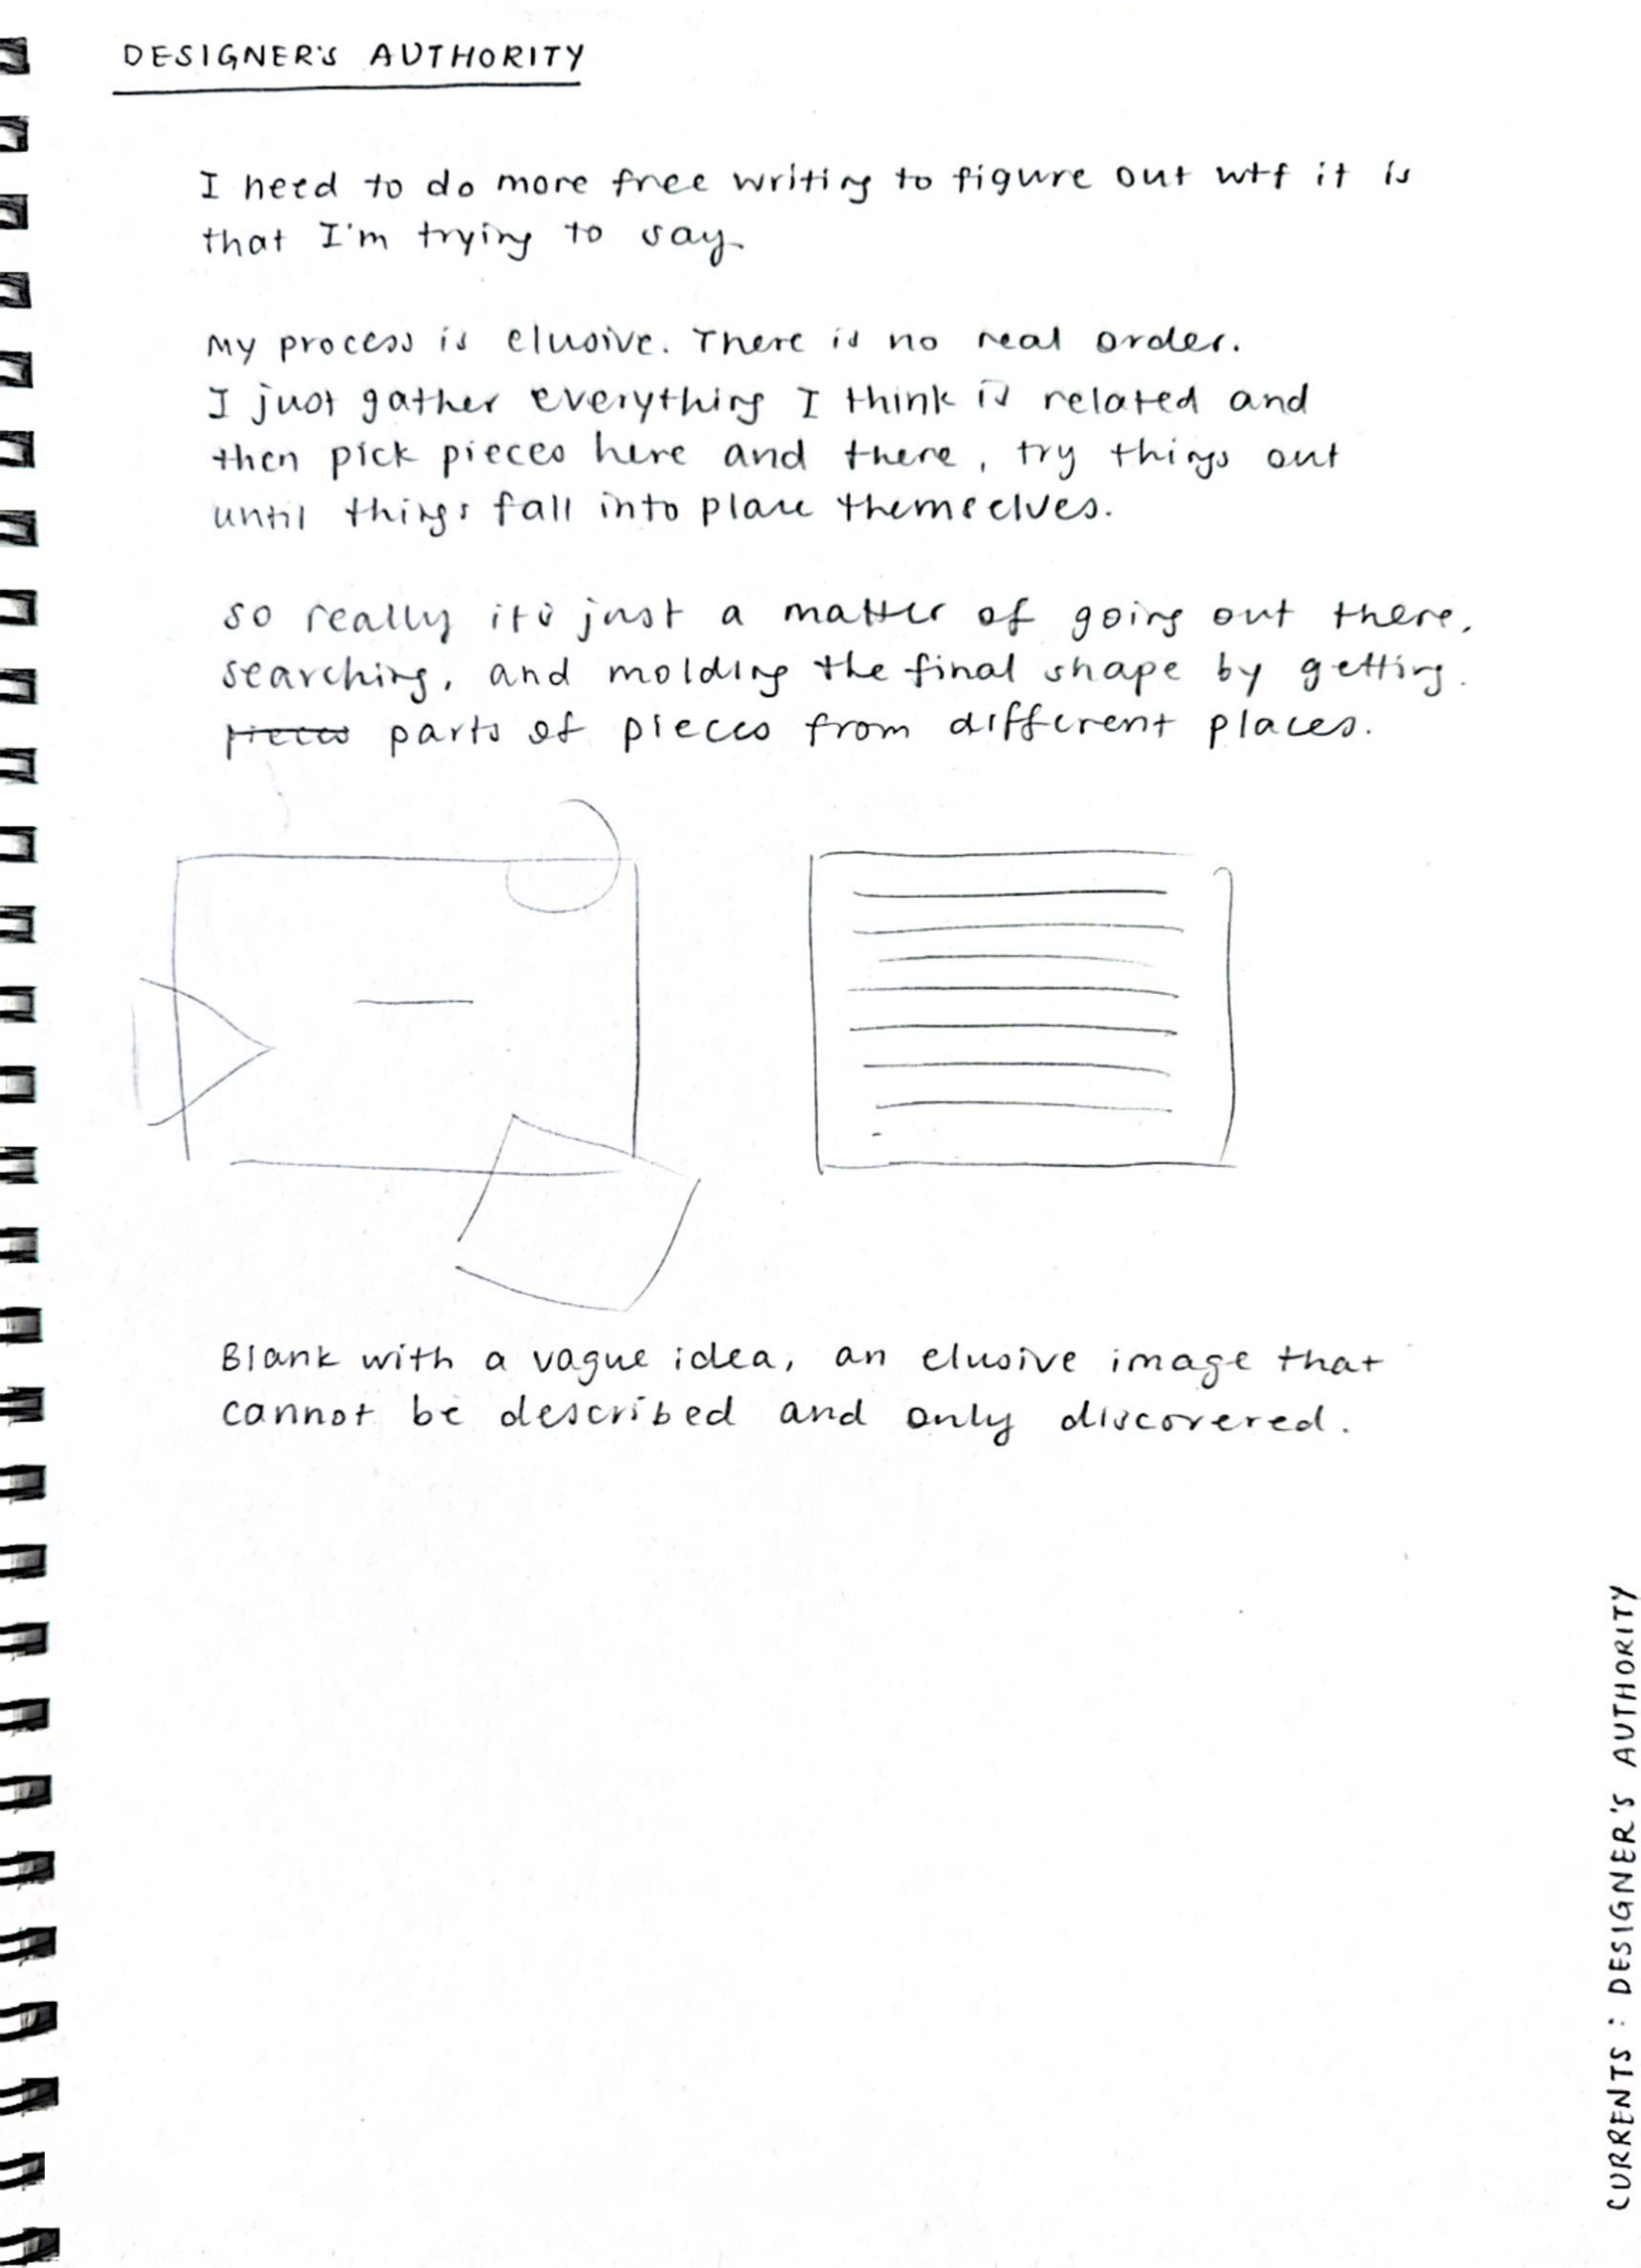 DESIGNER'S AUTHORITY
I need to do more free writing to figure out wtf it is
that I'm trying to say.
My process is elusive. There is no real order.
I just gather everything I think is related and
then pick pieces here and there, try things out
until things fall into place themselves.
so really its just a matter of going out there,
searching, and molding the final shape by getting.
pieces parts of pieces from different places.
Blank with a vague idea, an elusive image that
cannot be described and only discovered.
CURRENTS : DESIGNER'S AUTHORITY